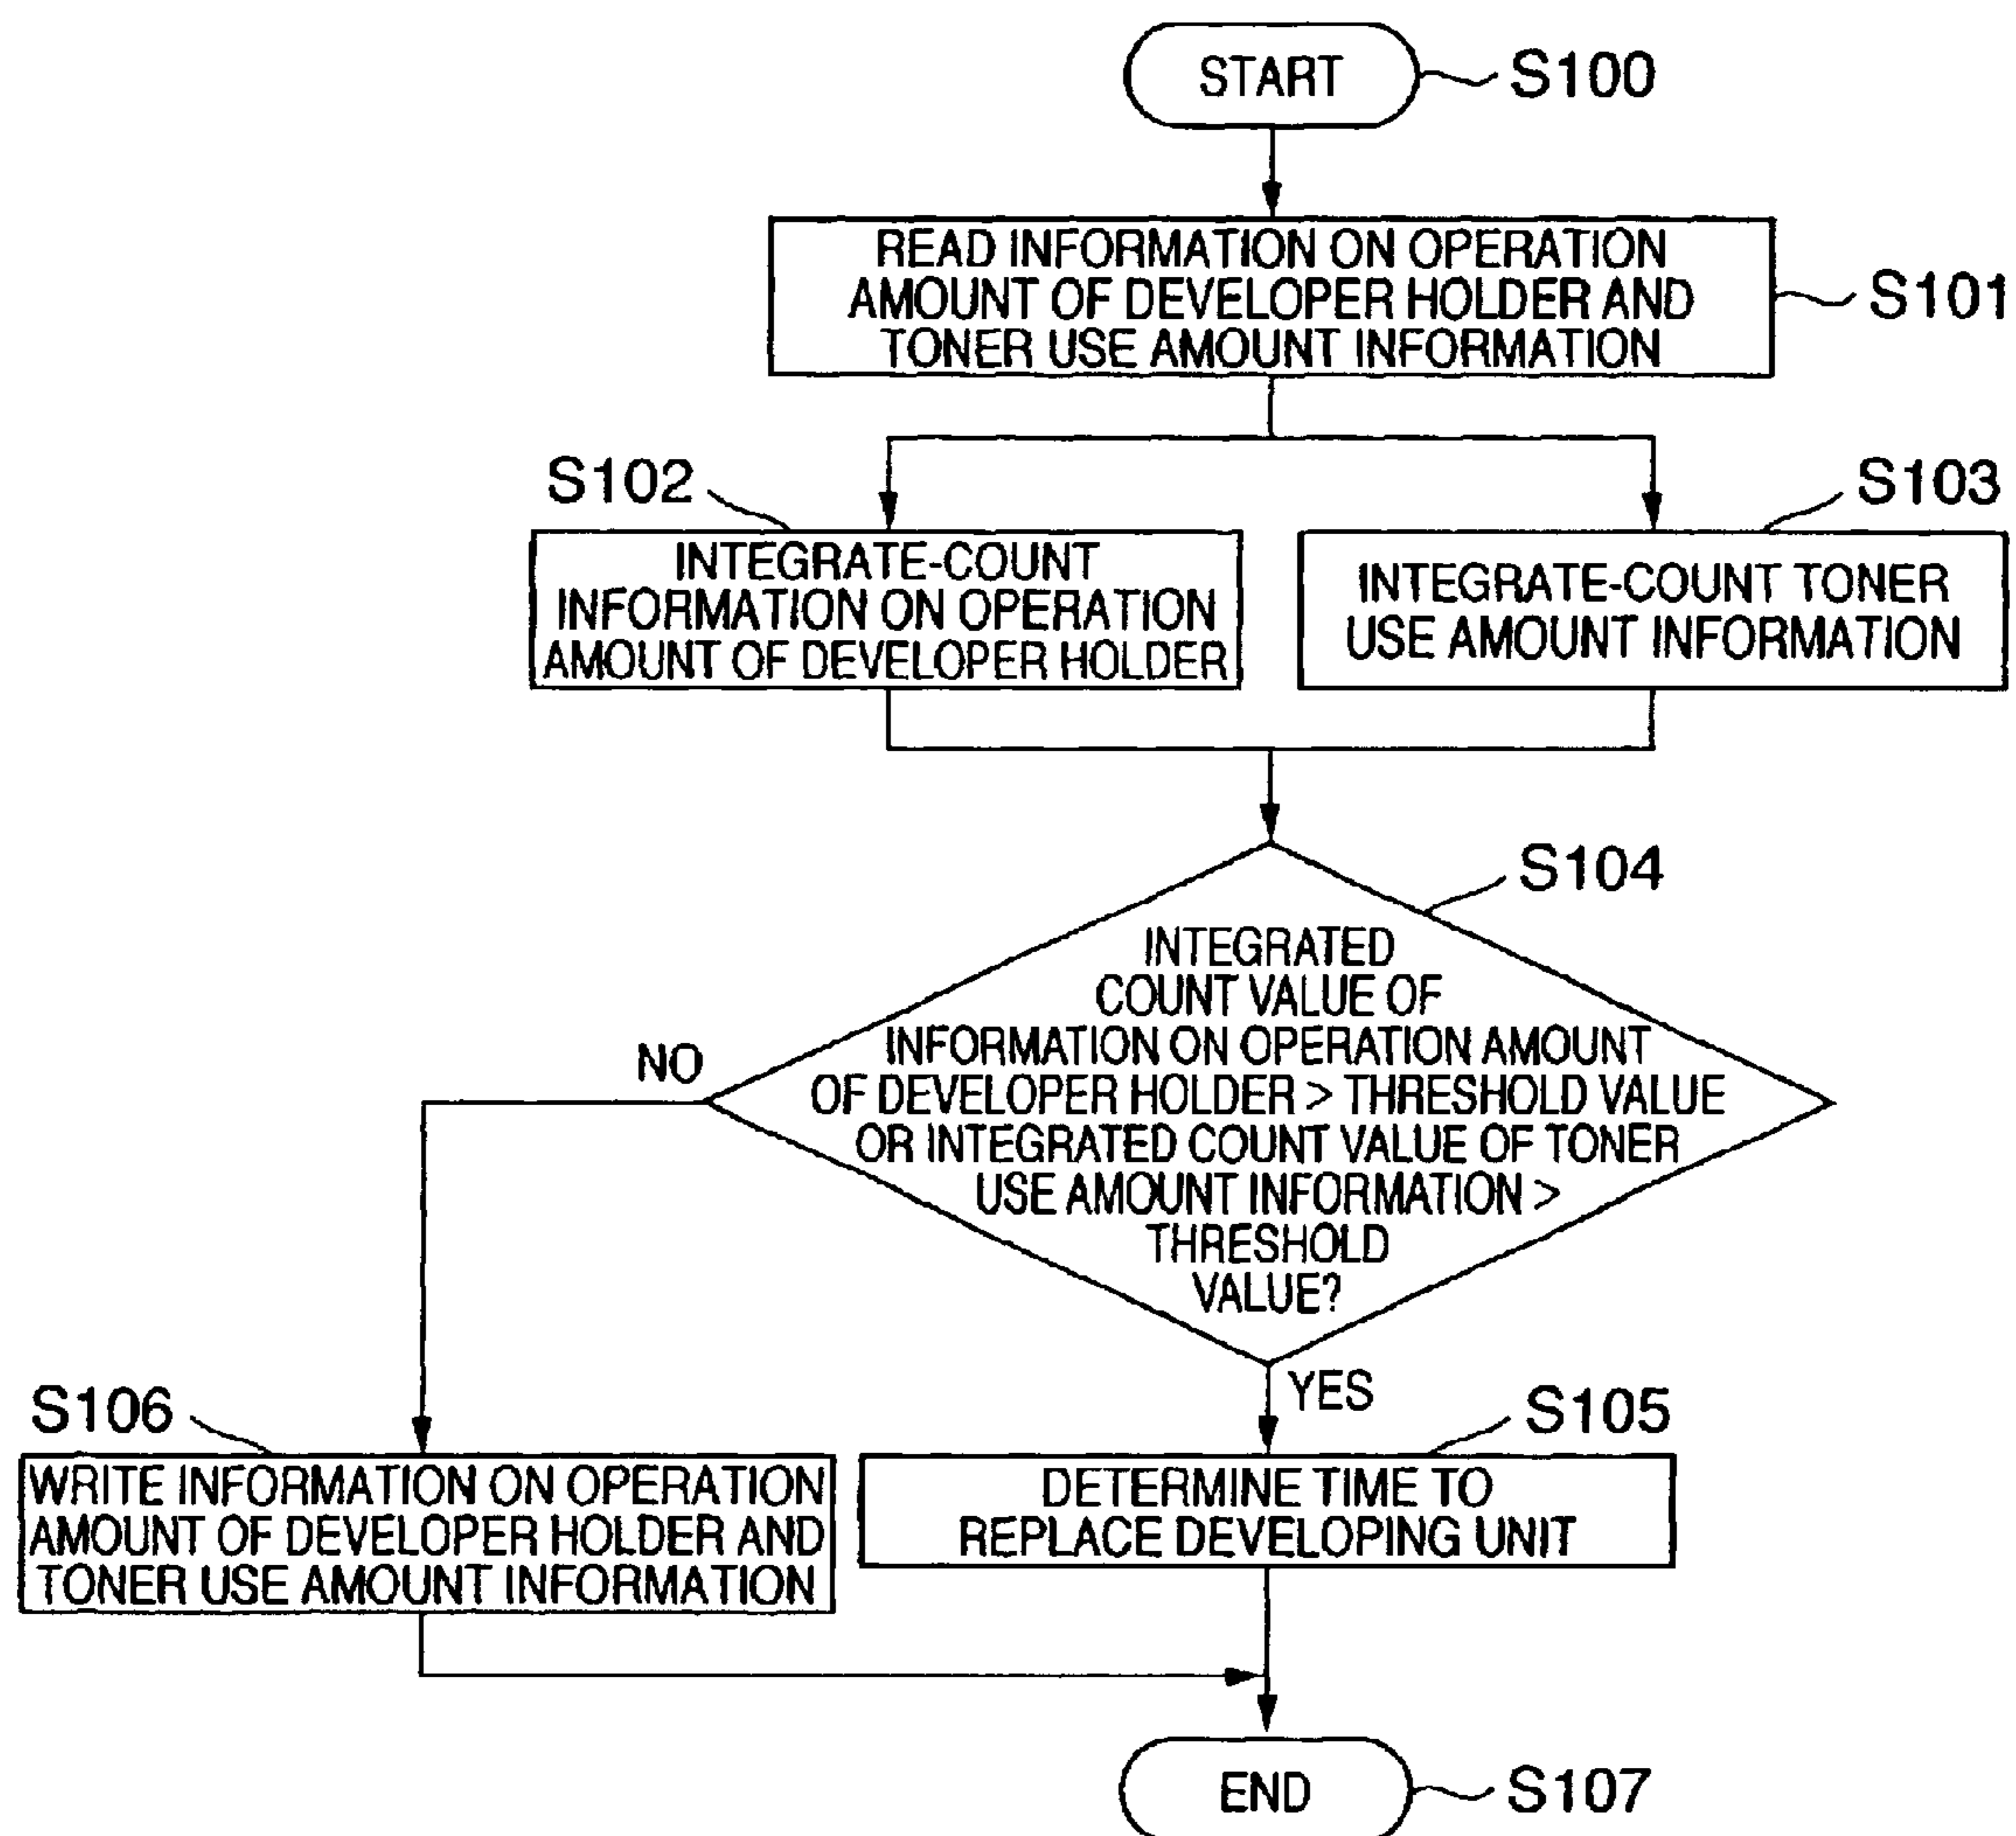 START
S100
READ INFORMATION ON OPERATION
AMOUNT OF DEVELOPER HOLDER AND
TONER USE AMOUNT INFORMATION
S101
S102
INTEGRATE-COUNT
INFORMATION ON OPERATION
AMOUNT OF DEVELOPER HOLDER
S103
INTEGRATE-COUNT TONER
USE AMOUNT INFORMATION
S104
INTEGRATED
COUNT VALUE OF
INFORMATION ON OPERATION AMOUNT
OF DEVELOPER HOLDER > THRESHOLD VALUE
OR INTEGRATED COUNT VALUE OF TONER
USE AMOUNT INFORMATION >
THRESHOLD
VALUE?
NO
YES
S106
WRITE INFORMATION ON OPERATION
AMOUNT OF DEVELOPER HOLDER AND
TONER USE AMOUNT INFORMATION
S105
DETERMINE TIME TO
REPLACE DEVELOPING UNIT
END
S107